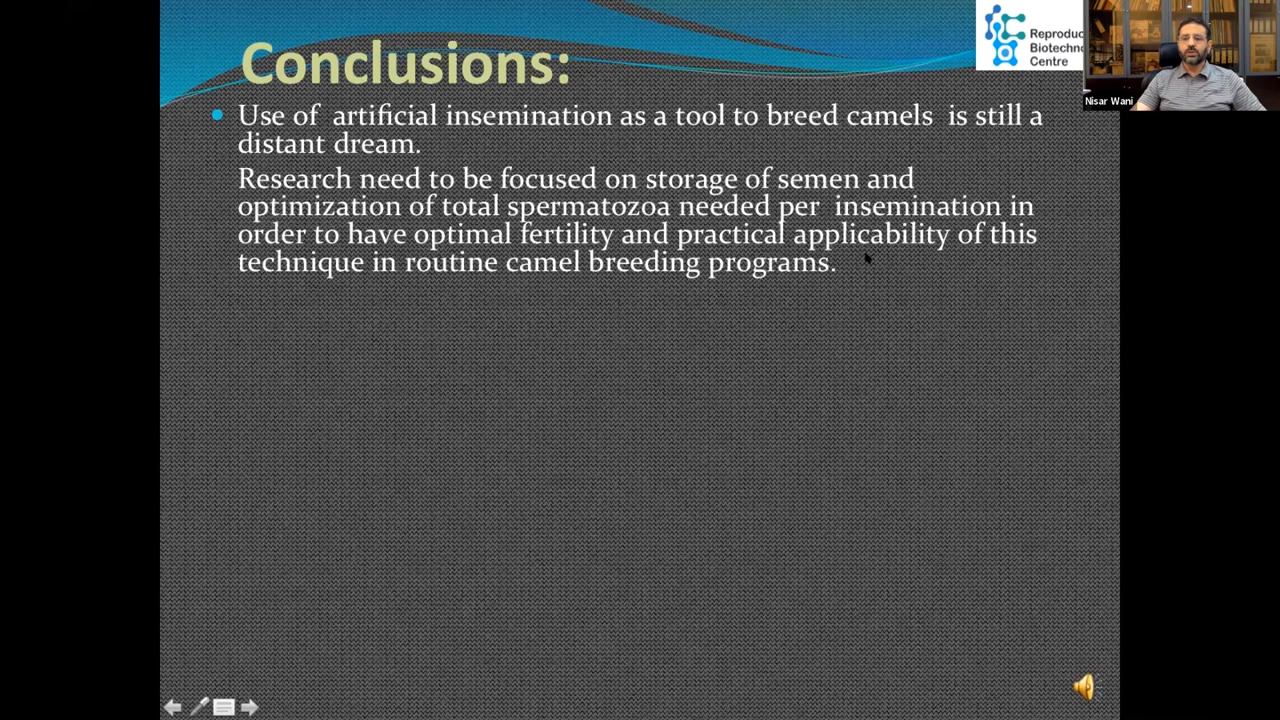 Conclusions:
Reproduc
Biotechno
Centre
Nisar Wani
Use of artificial insemination as a tool to breed camels is still a
distant dream.
Research need to be focused on storage of semen and
optimization of total spermatozoa needed per insemination in
order to have optimal fertility and practical applicability of this
technique in routine camel breeding programs.